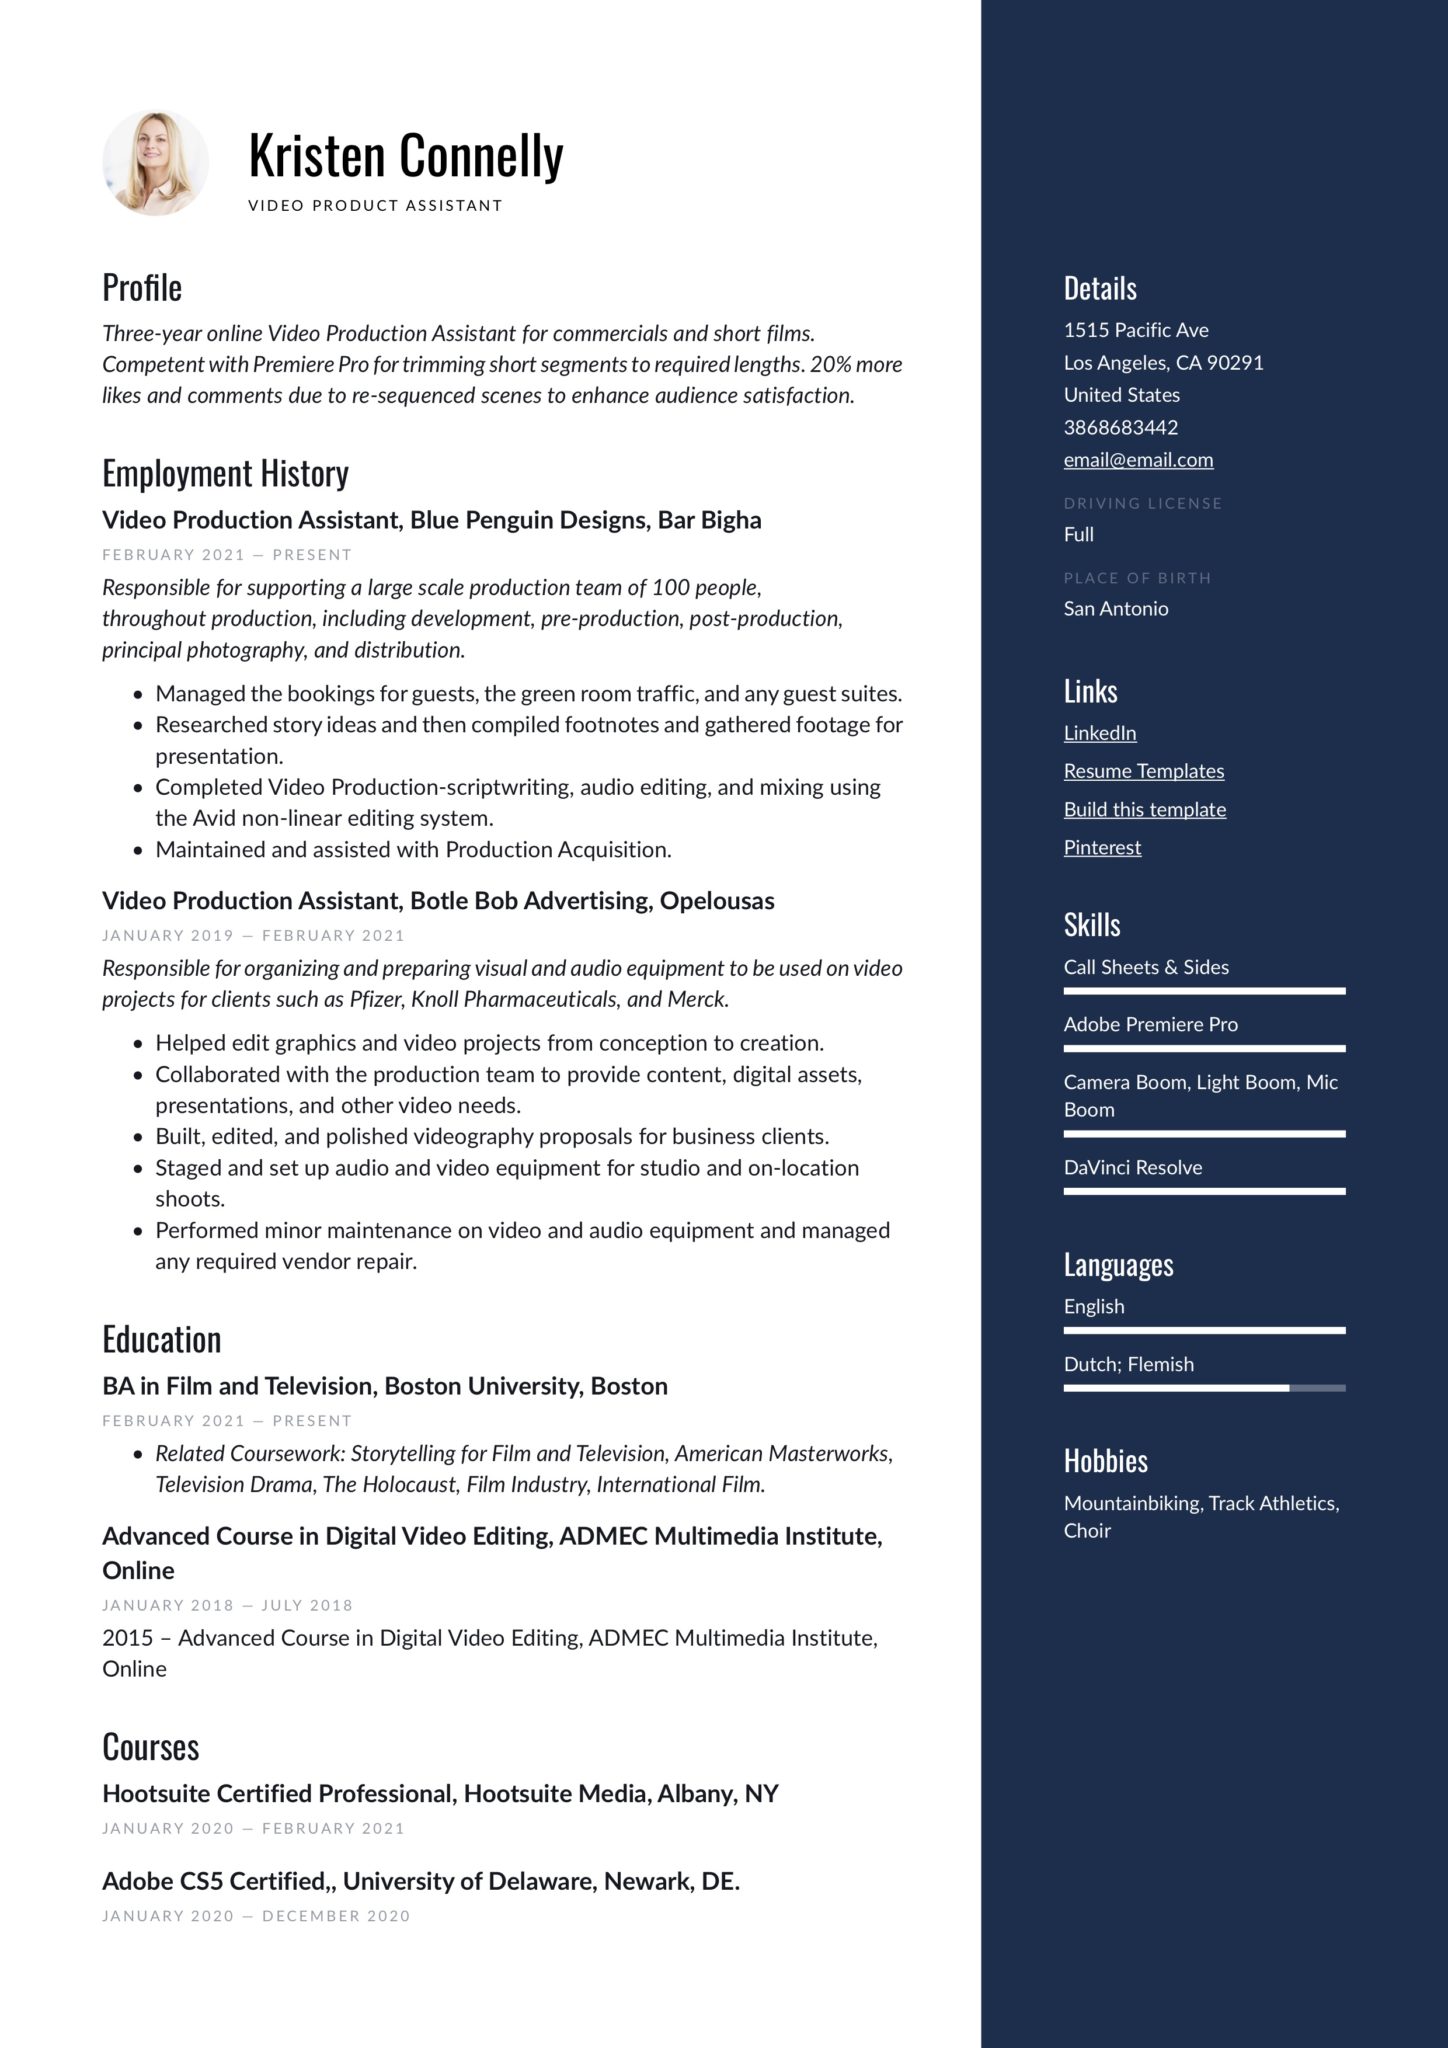 Kristen Connelly
VIDEO PRODUCT ASSISTANT
Profile
Three-year online Video Production Assistant for commercials and short films.
Competent with Premiere Pro for trimming short segments to required lengths. 20% more
likes and comments due to re-sequenced scenes to enhance audience satisfaction.
Employment History
Video Production Assistant, Blue Penguin Designs, Bar Bigha
FEBRUARY 2021 — PRESENT
Responsible for supporting a large scale production team of 100 people,
throughout production, including development, pre-production, post-production,
principal photography, and distribution.
• Managed the bookings for guests, the green room traffic, and any guest suites.
• Researched story ideas and then compiled footnotes and gathered footage for
presentation.
• Completed Video Production-scriptwriting, audio editing, and mixing using
the Avid non-linear editing system.
• Maintained and assisted with Production Acquisition.
Video Production Assistant, Botle Bob Advertising, Opelousas
JANUARY 2019 — FEBRUARY 2021
Responsible for organizing and preparing visual and audio equipment to be used on video
projects for clients such as Pfizer, Knoll Pharmaceuticals, and Merck.
• Helped edit graphics and video projects from conception to creation.
• Collaborated with the production team to provide content, digital assets,
presentations, and other video needs.
• Built, edited, and polished videography proposals for business clients.
• Staged and set up audio and video equipment for studio and on-location
shoots.
• Performed minor maintenance on video and audio equipment and managed
any required vendor repair.
Education
BA in Film and Television, Boston University, Boston
FEBRUARY 2021 — PRESENT
• Related Coursework: Storytelling for Film and Television, American Masterworks,
Television Drama, The Holocaust, Film Industry, International Film.
Advanced Course in Digital Video Editing, ADMEC Multimedia Institute,
Online
JANUARY 2018 — JULY 2018
2015 – Advanced Course in Digital Video Editing, ADMEC Multimedia Institute,
Online
Courses
Hootsuite Certified Professional, Hootsuite Media, Albany, NY
JANUARY 2020 — FEBRUARY 2021
Adobe CS5 Certified,, University of Delaware, Newark, DE.
JANUARY 2020 — DECEMBER 2020
Details
1515 Pacific Ave
Los Angeles, CA 90291
United States
3868683442
email@email.com
DRIVING LICENSE
Full
PLACE OF BIRTH
San Antonio
Links
LinkedIn
Resume Templates
Build this template
Pinterest
Skills
Call Sheets & Sides
Adobe Premiere Pro
Camera Boom, Light Boom, Mic
Boom
DaVinci Resolve
Languages
English
Dutch; Flemish
Hobbies
Mountainbiking, Track Athletics,
Choir